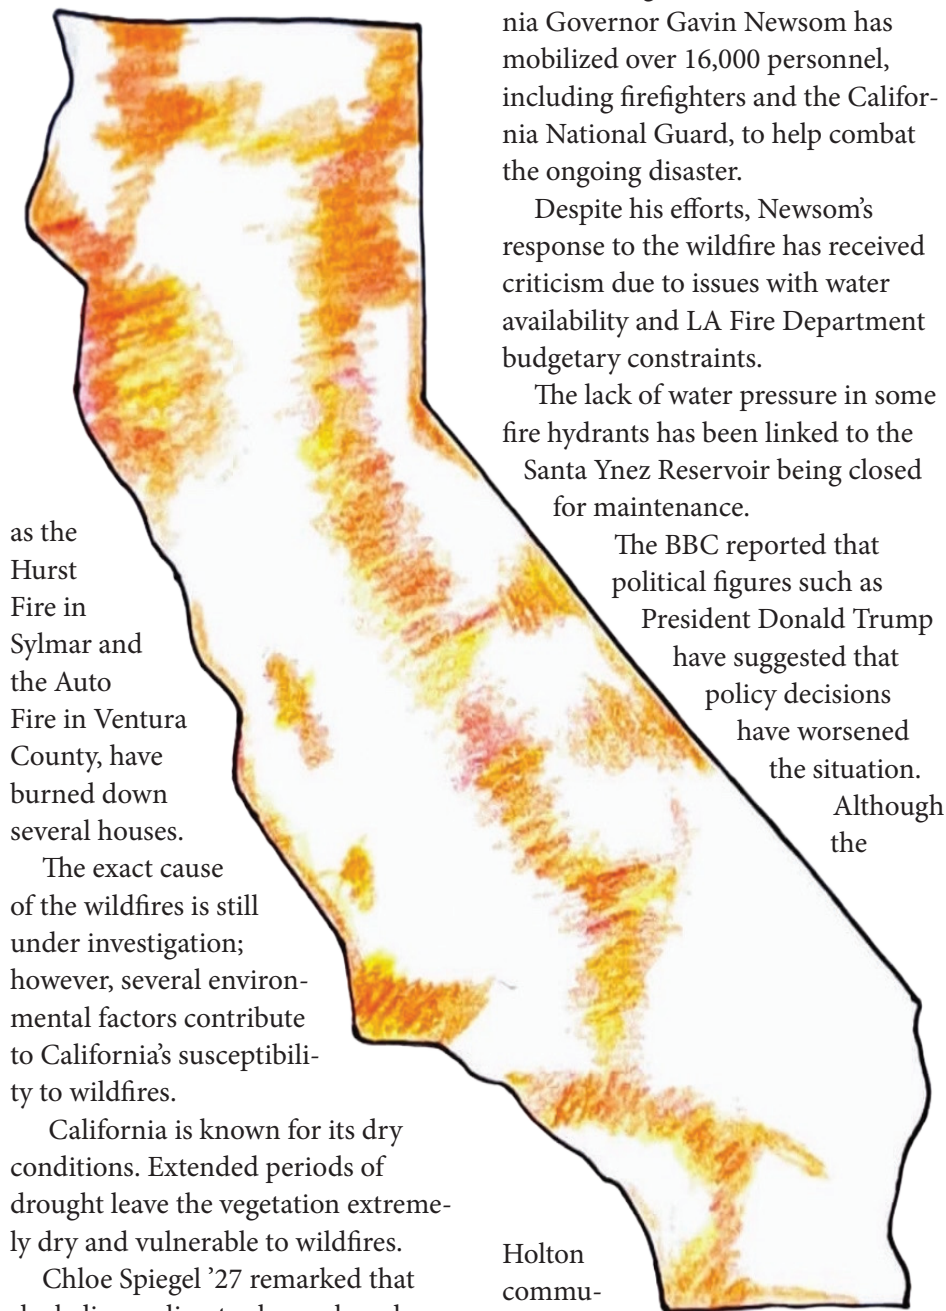 as the
Hurst
Fire in
Sylmar and
the Auto
Fire in Ventura
County, have
burned down
several houses.
The exact cause
of the wildfires is still
under investigation;
however, several environ-
mental factors contribute
to California's susceptibili-
ty to wildfires.
California is known for its dry
conditions. Extended periods of
drought leave the vegetation extreme-
ly dry and vulnerable to wildfires.
Chloe Spiegel ’27 remarked that
nia Governor Gavin Newsom has
mobilized over 16,000 personnel,
including firefighters and the Califor-
nia National Guard, to help combat
the ongoing disaster.
Despite his efforts, Newsom’s
response to the wildfire has received
criticism due to issues with water
availability and LA Fire Department
budgetary constraints.
The lack of water pressure in some
fire hydrants has been linked to the
Santa Ynez Reservoir being closed
for maintenance.
The BBC reported that
political figures such as
President Donald Trump
have suggested that
policy decisions
have worsened
the situation.
Although
the
Holton
commu-